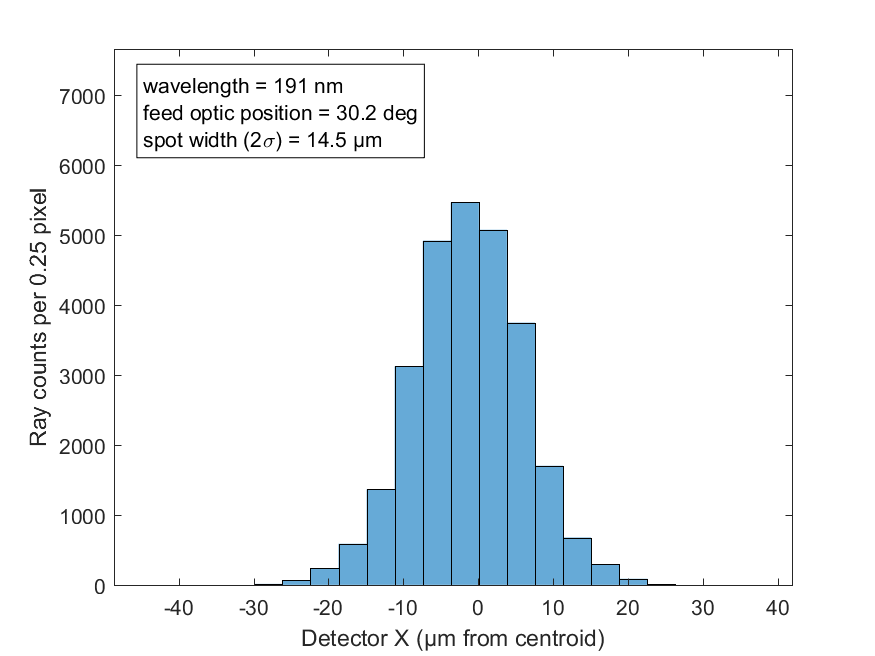 wavelength = 191 nm
feed optic position = 30.2 deg
spot width (2σ) = 14.5 µm
7000
6000
5000
4000
3000
2000
1000
0
Ray counts per 0.25 pixel
-40 -30 -20 -10 0 10 20 30 40
Detector X (µm from centroid)